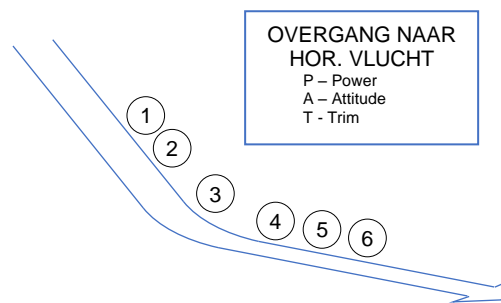 OVERGANG NAAR
HOR. VLUCHT
P – Power
A – Attitude
T - Trim
1
2
3
4
5
6